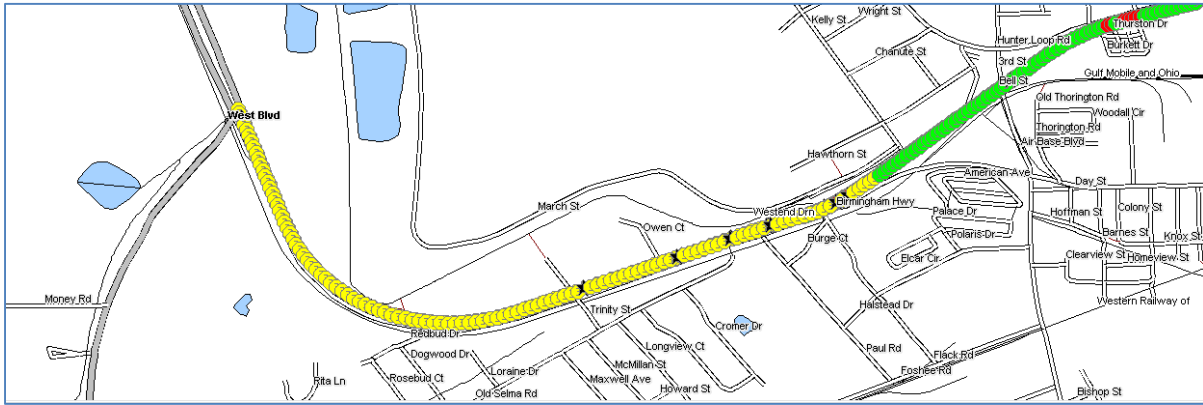 Wright St
Kelly St
Thurston Dr
Hunter Loop Rd
Burkett Dr
Chanute St
3rd St
Gulf Mobile and Ohio
Bell St
Old Thorington Rd
West Blvd
Woodall Cir
Thorington Rd
Air Base Blvd
Hawthorn St
American Ave
Day St
March St
Birmingham Hwy
Westend Drn
Palace Dr
Hoffman St
Colony St
Owen Ct
Polaris Dr
Barnes St
Knox St
Burge Ct
Elcar Cir
Clearview St
Homeview St
Money Rd
Halstead Dr
Western Railway of
Trinity St
Cromer Dr
Redbud Dr
Longview Ct
Paul Rd
Dogwood Dr
Flack Rd
McMillan St
Foshee Rd
Loraine Dr
Rita Ln
Rosebud Ct
Maxwell Ave
Howard St
Old Selma Rd
Bishop St